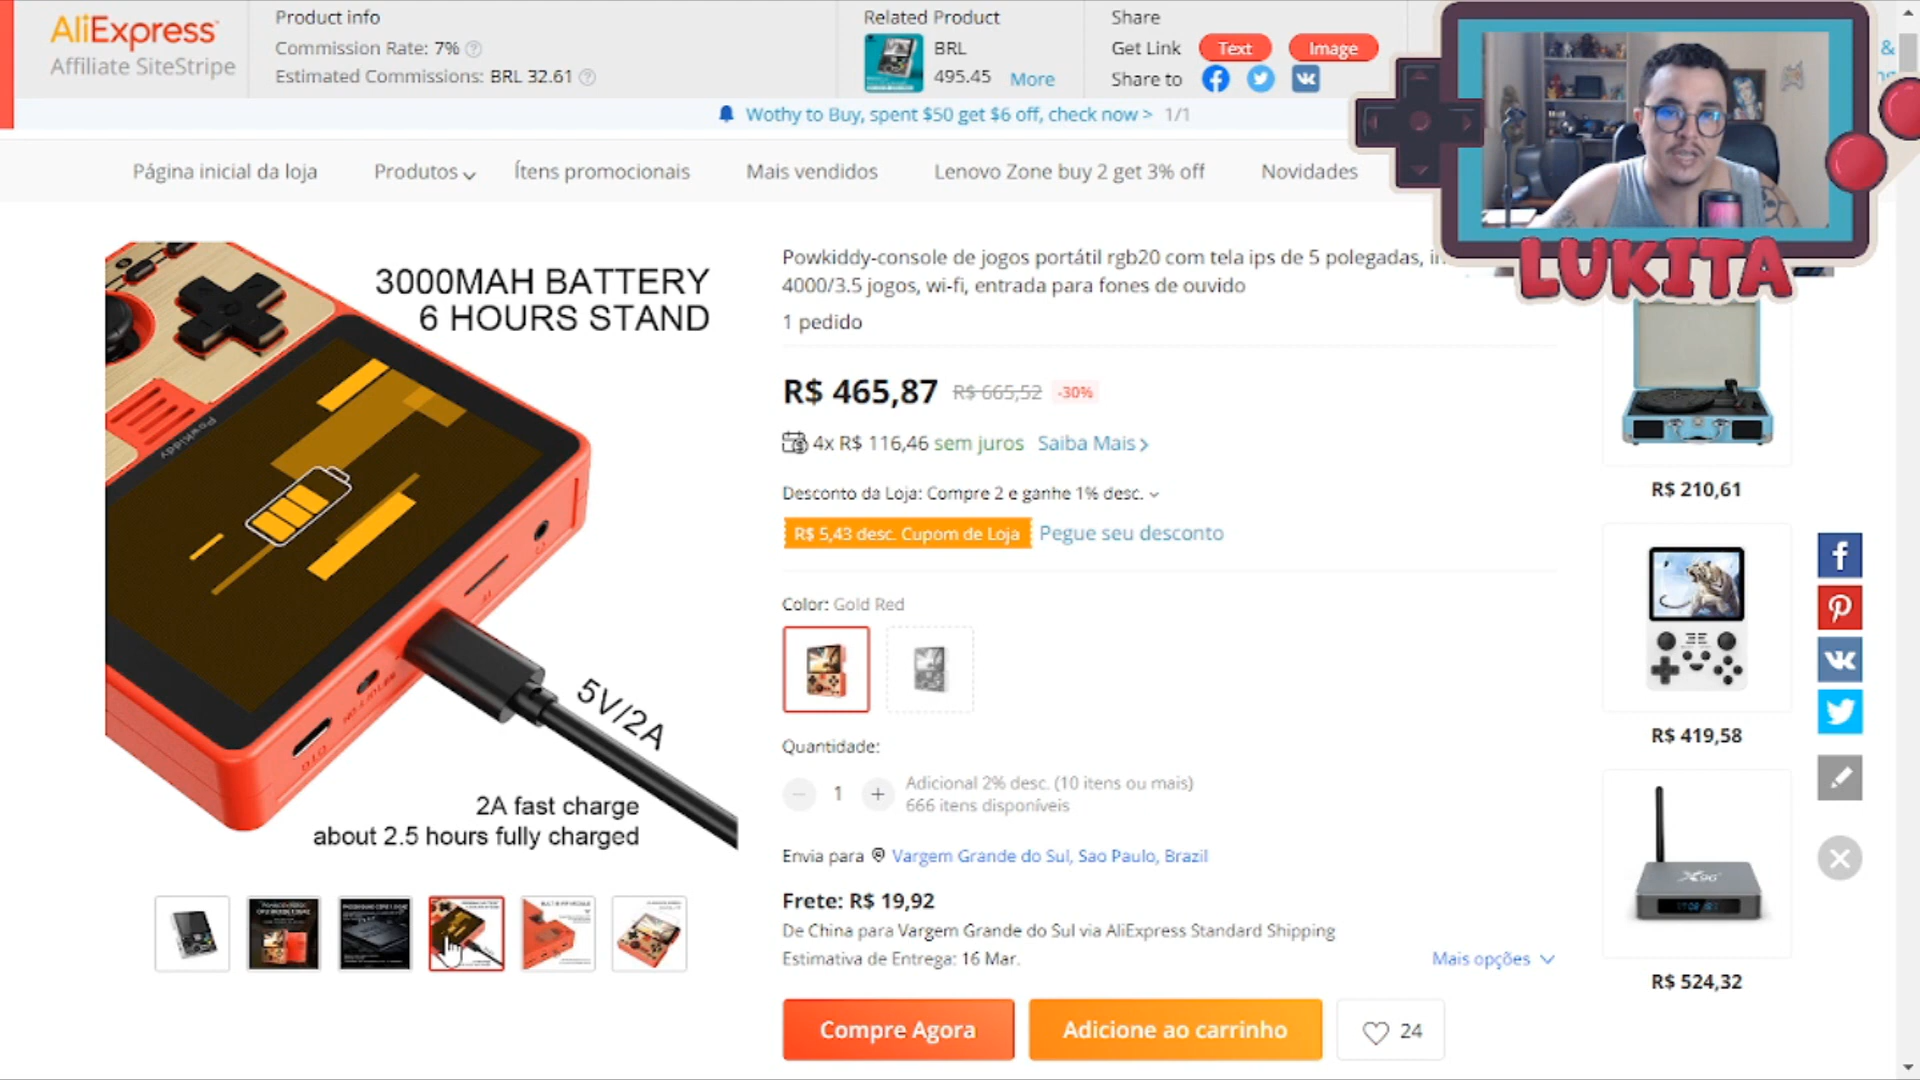 AliExpress
Affiliate SiteStripe
Product info
Commission Rate: 7%
Estimated Commissions: BRL 32.61
Related Product
BRL
495.45 More
Share
Get Link Text Image
Share to
Wothy to Buy, spent $50 get $6 off, check now > 1/1
Página inicial da loja
Produtos
Ítens promocionais
Mais vendidos
Lenovo Zone buy 2 get 3% off
Novidades
LUKITA
3000MAH BATTERY
6 HOURS STAND
Powkiddy
5V/2A
2A fast charge
about 2.5 hours fully charged
Powkiddy-console de jogos portátil rgb20 com tela ips de 5 polegadas,
4000/3.5 jogos, wi-fi, entrada para fones de ouvido
1 pedido
R$ 465,87 R$ 665,52 -30%
4x R$ 116,46 sem juros Saiba Mais >
Desconto da Loja: Compre 2 e ganhe 1% desc.
R$ 5,43 desc. Cupom de Loja Pegue seu desconto
Color: Gold Red
Quantidade:
1
Adicional 2% desc. (10 itens ou mais)
666 itens disponíveis
Envia para Vargem Grande do Sul, Sao Paulo, Brazil
Frete: R$ 19,92
De China para Vargem Grande do Sul via AliExpress Standard Shipping
Estimativa de Entrega: 16 Mar.
Mais opções
Compre Agora
Adicione ao carrinho
24
R$ 210,61
R$ 419,58
X96
R$ 524,32